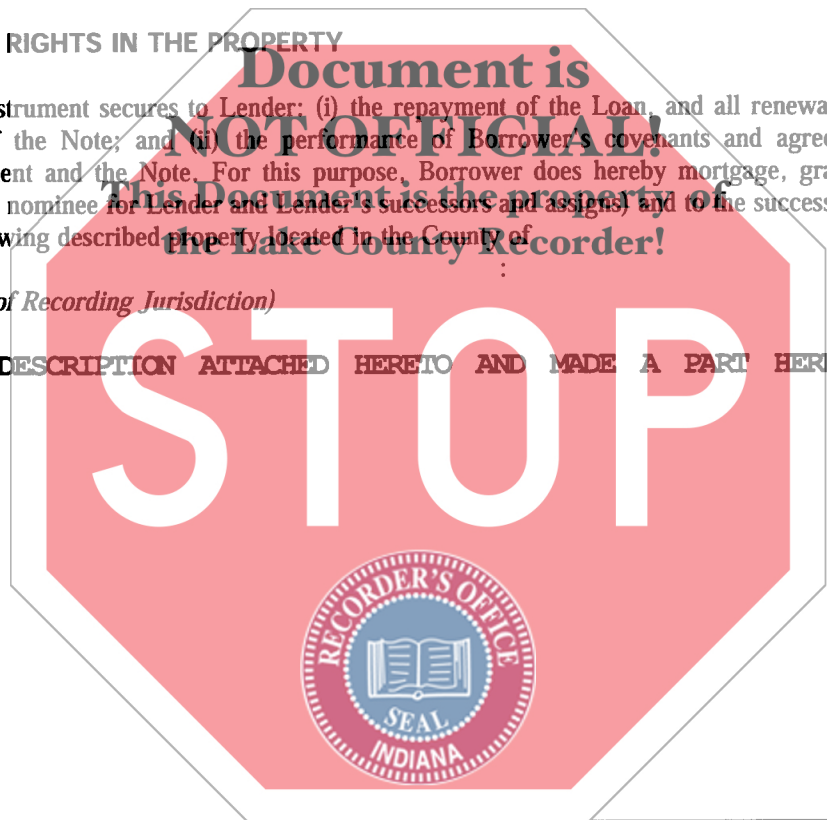 RIGHTS IN THE PROPERTY
Document is
strument secures to Lender: (i) the repayment of the Loan, and all renewa
the Note; and (ii) the performance of Borrower's covenants and agree
NOT OFFICIAL!
ent and the Note. For this purpose, Borrower does hereby mortgage, gra
This Document is the property of
nominee for Lender and Lender's successors and assigns) and to the success
wing described property located in the County of
the Lake County Recorder!
:
of Recording Jurisdiction)
DESCRIPTION ATTACHED HERETO AND MADE A PART HERE
STOP
RECORDER'S OFFICE
SEAL
INDIANA